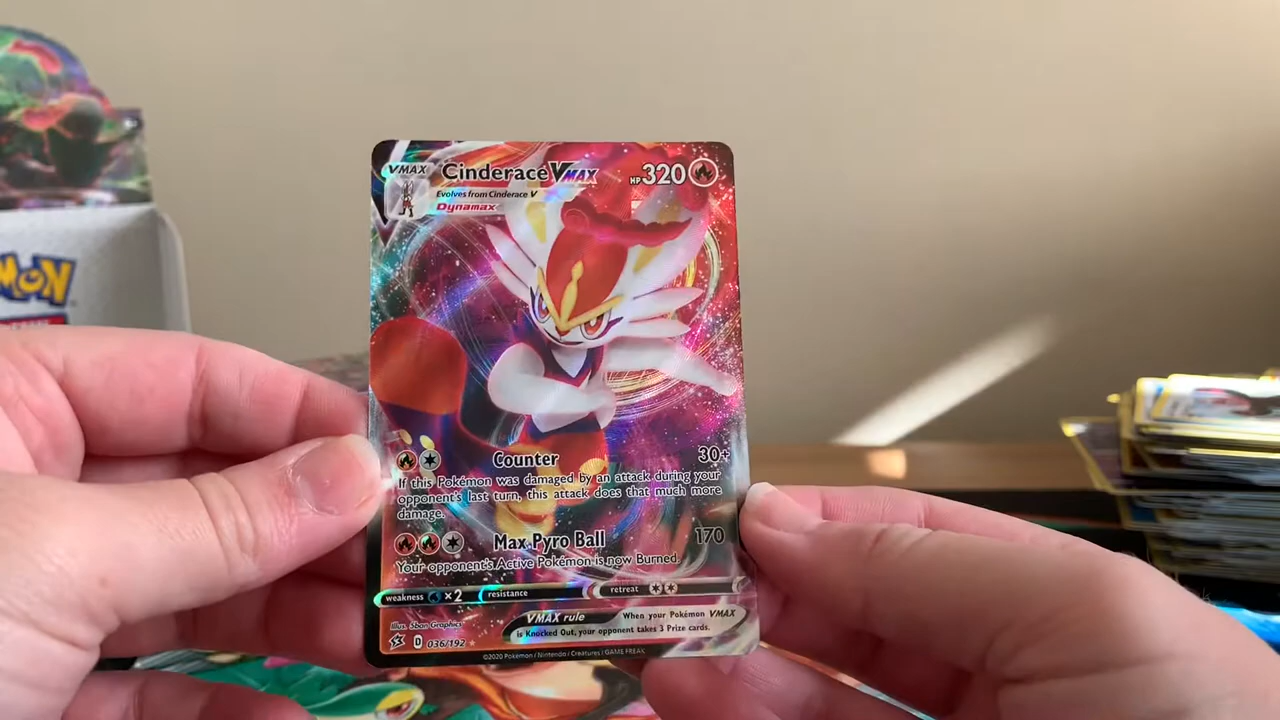 VMAX Cinderace VMAX HP 320
Evolves from Cinderace V
Dynamax
MON
Counter 30+
If this Pokémon was damaged by an attack during your
opponent's last turn, this attack does that much more
damage.
Max Pyro Ball 170
Your opponent's Active Pokémon is now Burned.
weakness ×2 resistance retreat
VMAX rule When your Pokémon VMAX
is Knocked Out, your opponent takes 3 Prize cards.
Illus. 5ban Graphics
D 036/192
©2020 Pokémon / Nintendo / Creatures / GAME FREAK